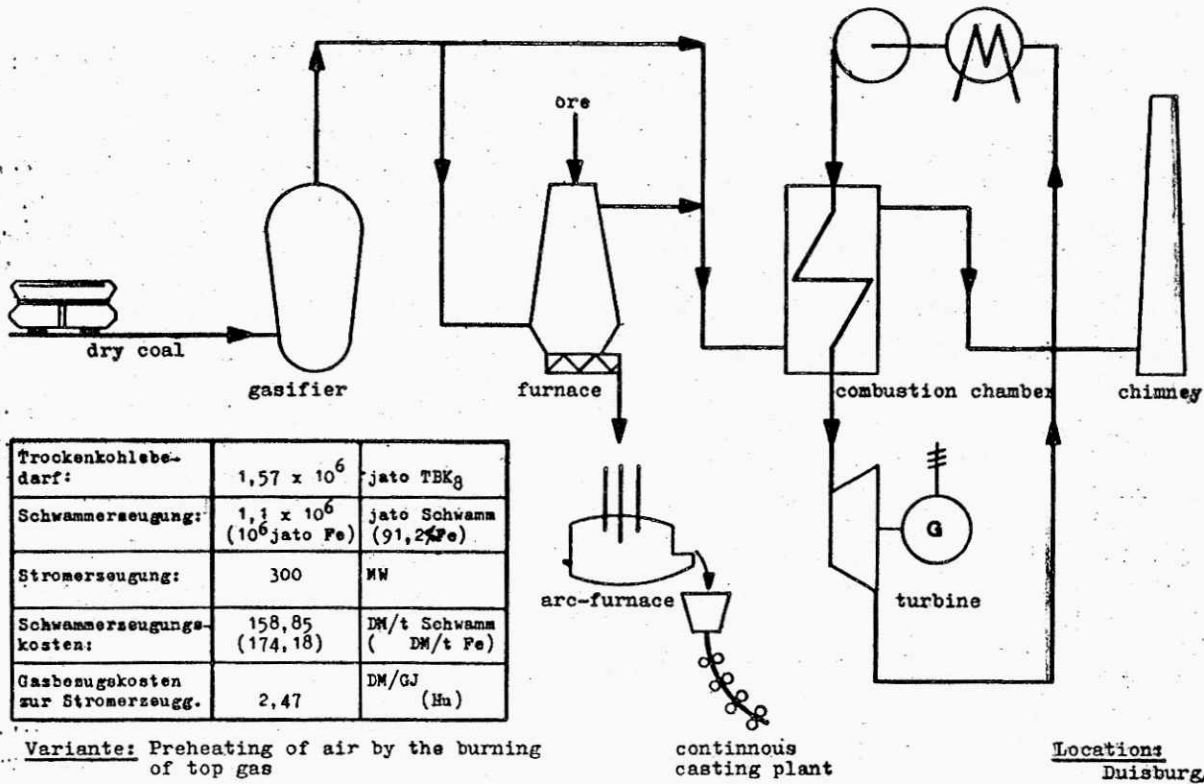 ore
dry coal
gasifier
furnace
combustion chamber
chimney
Trockenkohlebe-
darf: 1,57 x 10⁶ jato TBK₈
Schwammerzeugung: 1,1 x 10⁶ jato Schwamm
(10⁶ jato Fe) (91,2%Fe)
Stromerzeugung: 300 MW
Schwammerzeugungs- 158,85 DM/t Schwamm
kosten: (174,18) ( DM/t Fe)
Gasbezugskosten DM/GJ
zur Stromerzeugg. 2,47 (Hu)
G
arc-furnace
turbine
Variante: Preheating of air by the burning
of top gas
continnous
casting plant
Location:
Duisburg